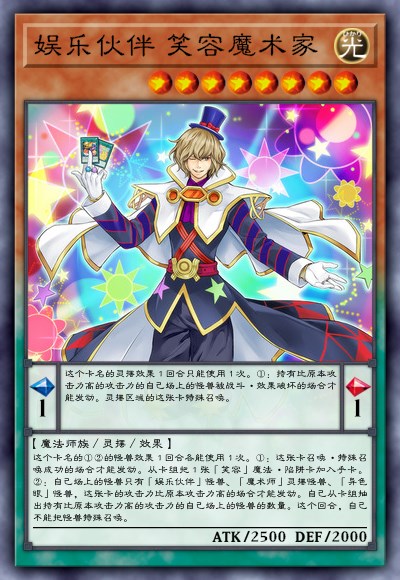 娱乐伙伴 笑容魔术家
光
这个卡名的灵摆效果1回合只能使用1次。①：持有比原本攻
击力高的攻击力的自己场上的怪兽被战斗·效果破坏的场合才
能发动。灵摆区域的这张卡特殊召唤。
1
1
【魔法师族／灵摆／效果】
这个卡名的①②的怪兽效果1回合各能使用1次。①：这张卡召唤·特殊召
唤成功的场合才能发动。从卡组把1张「笑容」魔法·陷阱卡加入手卡。
②：自己场上的怪兽只有「娱乐伙伴」怪兽、「魔术师」灵摆怪兽、「异色
眼」怪兽，这张卡的攻击力比原本攻击力高的场合才能发动。自己从卡组抽
出持有比原本攻击力高的攻击力的自己场上的怪兽的数量。这个回合，自己
不能把怪兽特殊召唤。
ATK/2500 DEF/2000